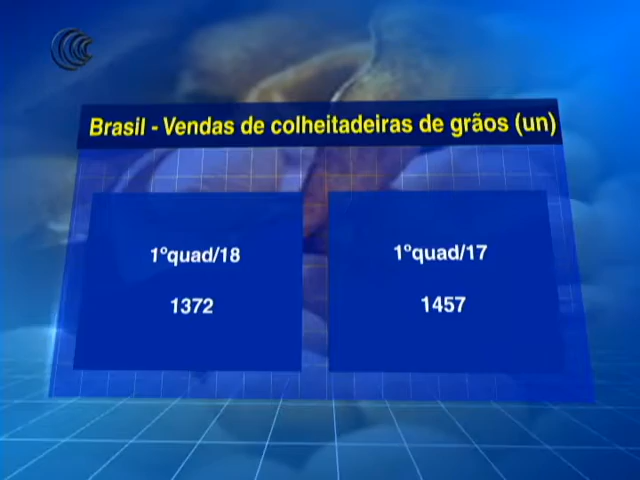 Brasil - Vendas de colheitadeiras de grãos (un)
1ºquad/18
1372
1ºquad/17
1457